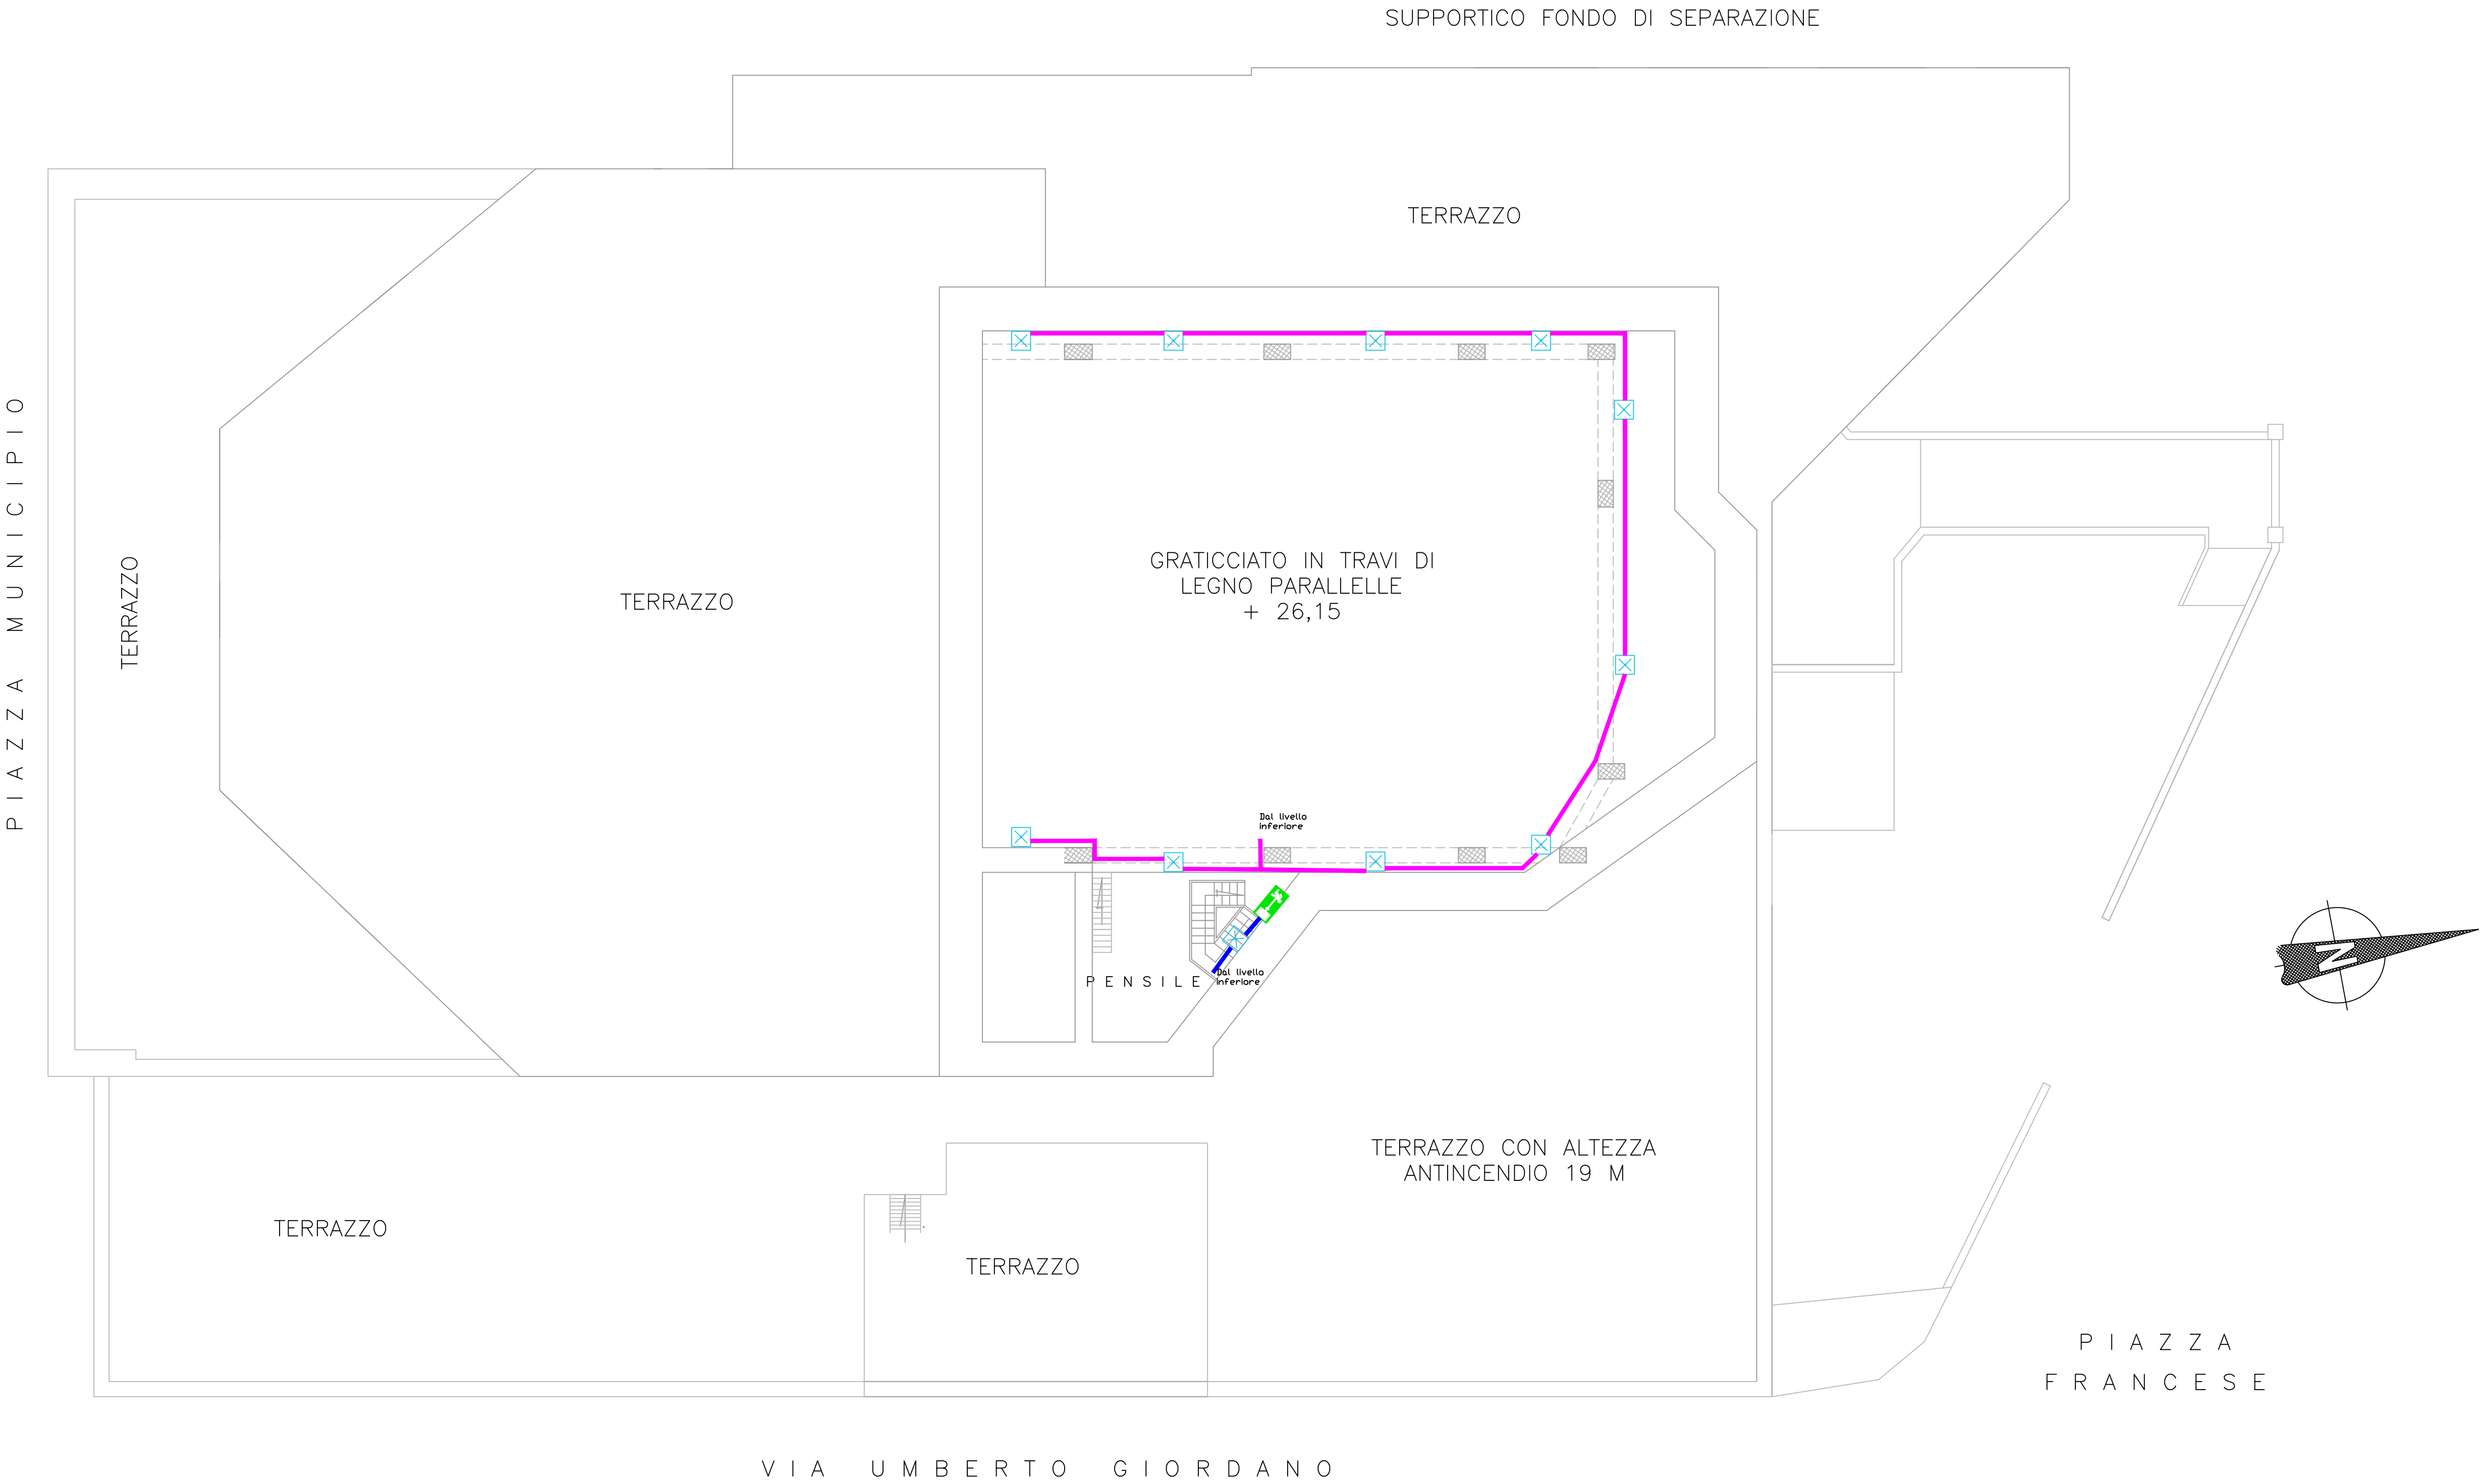 SUPPORTICO FONDO DI SEPARAZIONE
TERRAZZO
PIAZZA MUNICIPIO
TERRAZZO
TERRAZZO
GRATICCIATO IN TRAVI DI
LEGNO PARALLELLE
+ 26,15
Dal livello
inferiore
PENSILE
Dal livello
inferiore
N
TERRAZZO CON ALTEZZA
ANTINCENDIO 19 M
TERRAZZO
TERRAZZO
PIAZZA
FRANCESE
VIA UMBERTO GIORDANO